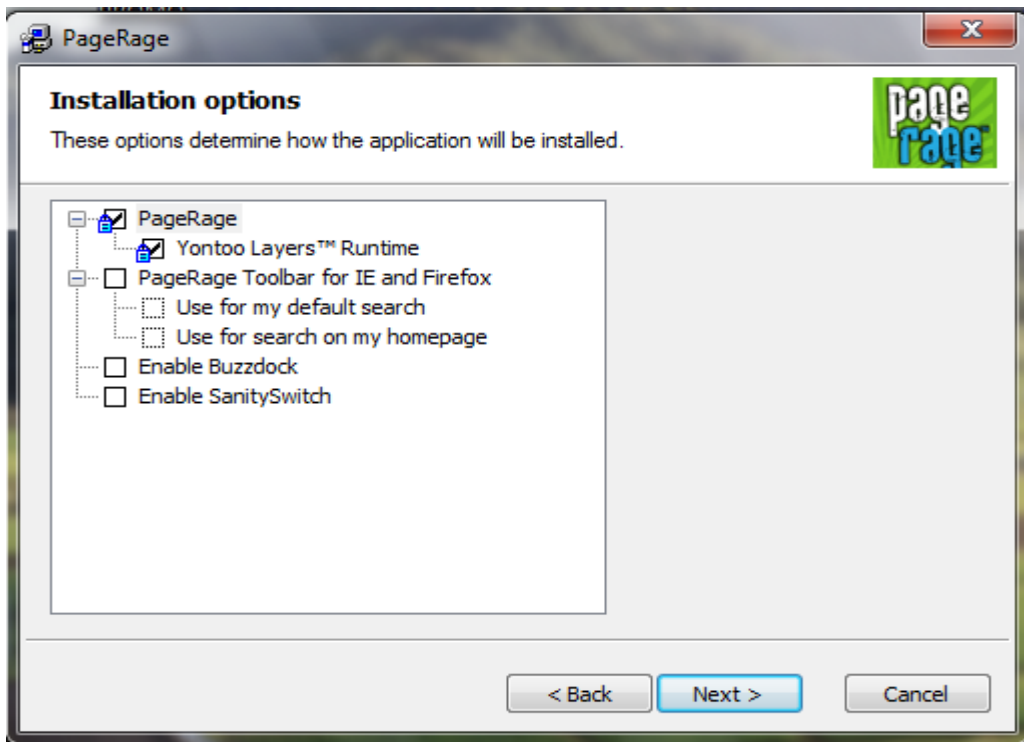 PageRage
Installation options
These options determine how the application will be installed.
page
rage
PageRage
Yontoo Layers™ Runtime
PageRage Toolbar for IE and Firefox
Use for my default search
Use for search on my homepage
Enable Buzzdock
Enable SanitySwitch
< Back
Next >
Cancel